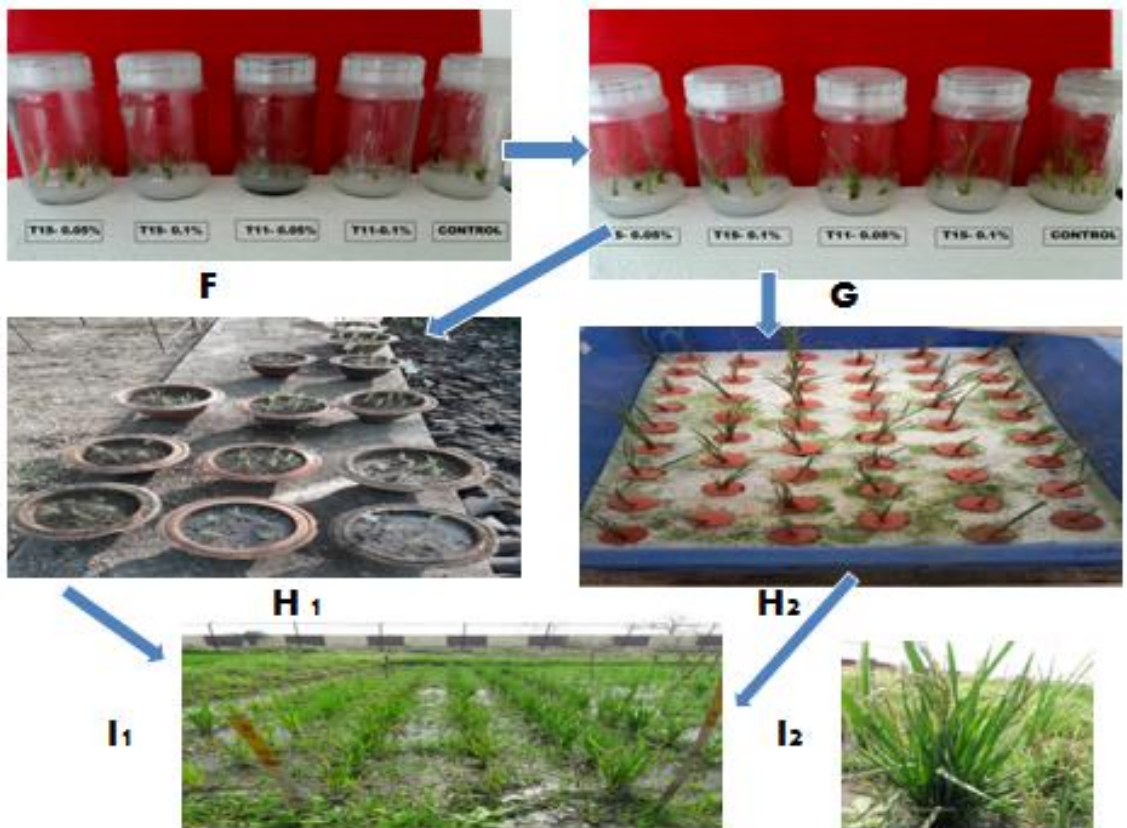 T15- 0.05% T15- 0.1% T11- 0.05% T11-0.1% CONTROL
5- 0.05% T15- 0.1% T11- 0.05% T15- 0.1% CONTROL
F
G
H 1
H2
I1
I2